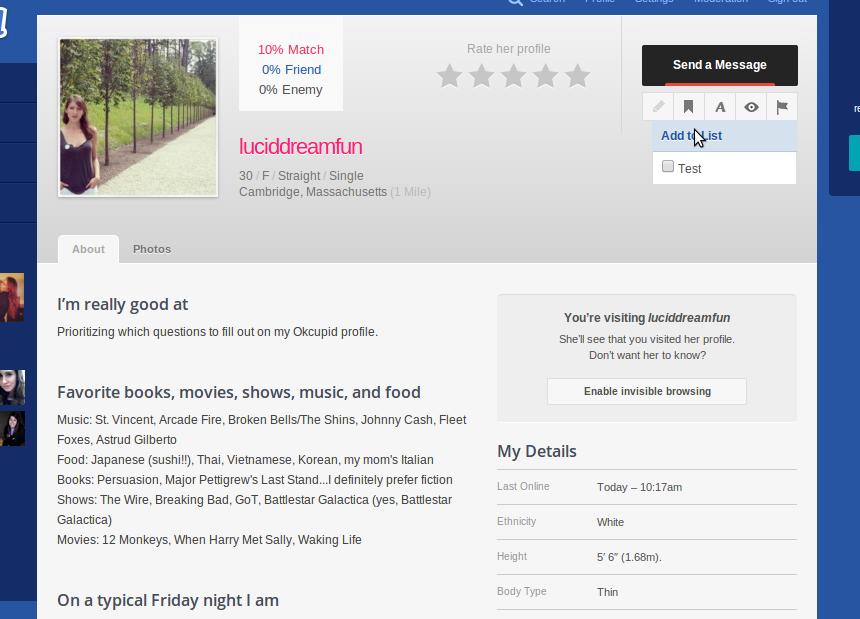 Search Profile Settings Moderation Sign out
10% Match
0% Friend
0% Enemy
Rate her profile
Send a Message
A
Add to List
Test
luciddreamfun
30 / F / Straight / Single
Cambridge, Massachusetts (1 Mile)
About Photos
I'm really good at
Prioritizing which questions to fill out on my Okcupid profile.
Favorite books, movies, shows, music, and food
Music: St. Vincent, Arcade Fire, Broken Bells/The Shins, Johnny Cash, Fleet
Foxes, Astrud Gilberto
Food: Japanese (sushi!!), Thai, Vietnamese, Korean, my mom's Italian
Books: Persuasion, Major Pettigrew's Last Stand...I definitely prefer fiction
Shows: The Wire, Breaking Bad, GoT, Battlestar Galactica (yes, Battlestar
Galactica)
Movies: 12 Monkeys, When Harry Met Sally, Waking Life
On a typical Friday night I am
You're visiting luciddreamfun
She'll see that you visited her profile.
Don't want her to know?
Enable invisible browsing
My Details
Last Online Today – 10:17am
Ethnicity White
Height 5′ 6″ (1.68m).
Body Type Thin